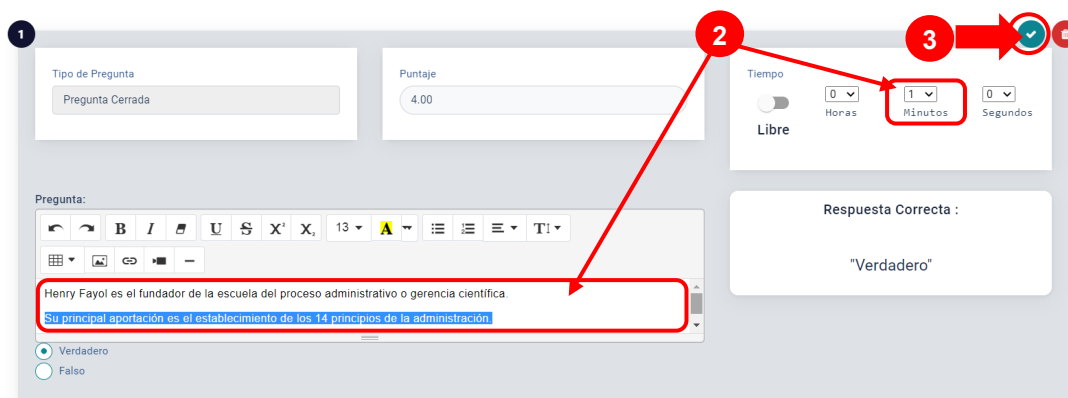 1
2
3
Tipo de Pregunta
Pregunta Cerrada
Puntaje
4.00
Tiempo
Libre
0
Horas
1
Minutos
0
Segundos
Pregunta:
B I U S X² X₂ 13 A T
Henry Fayol es el fundador de la escuela del proceso administrativo o gerencia científica.
Su principal aportación es el establecimiento de los 14 principios de la administración.
Verdadero
Falso
Respuesta Correcta :
"Verdadero"